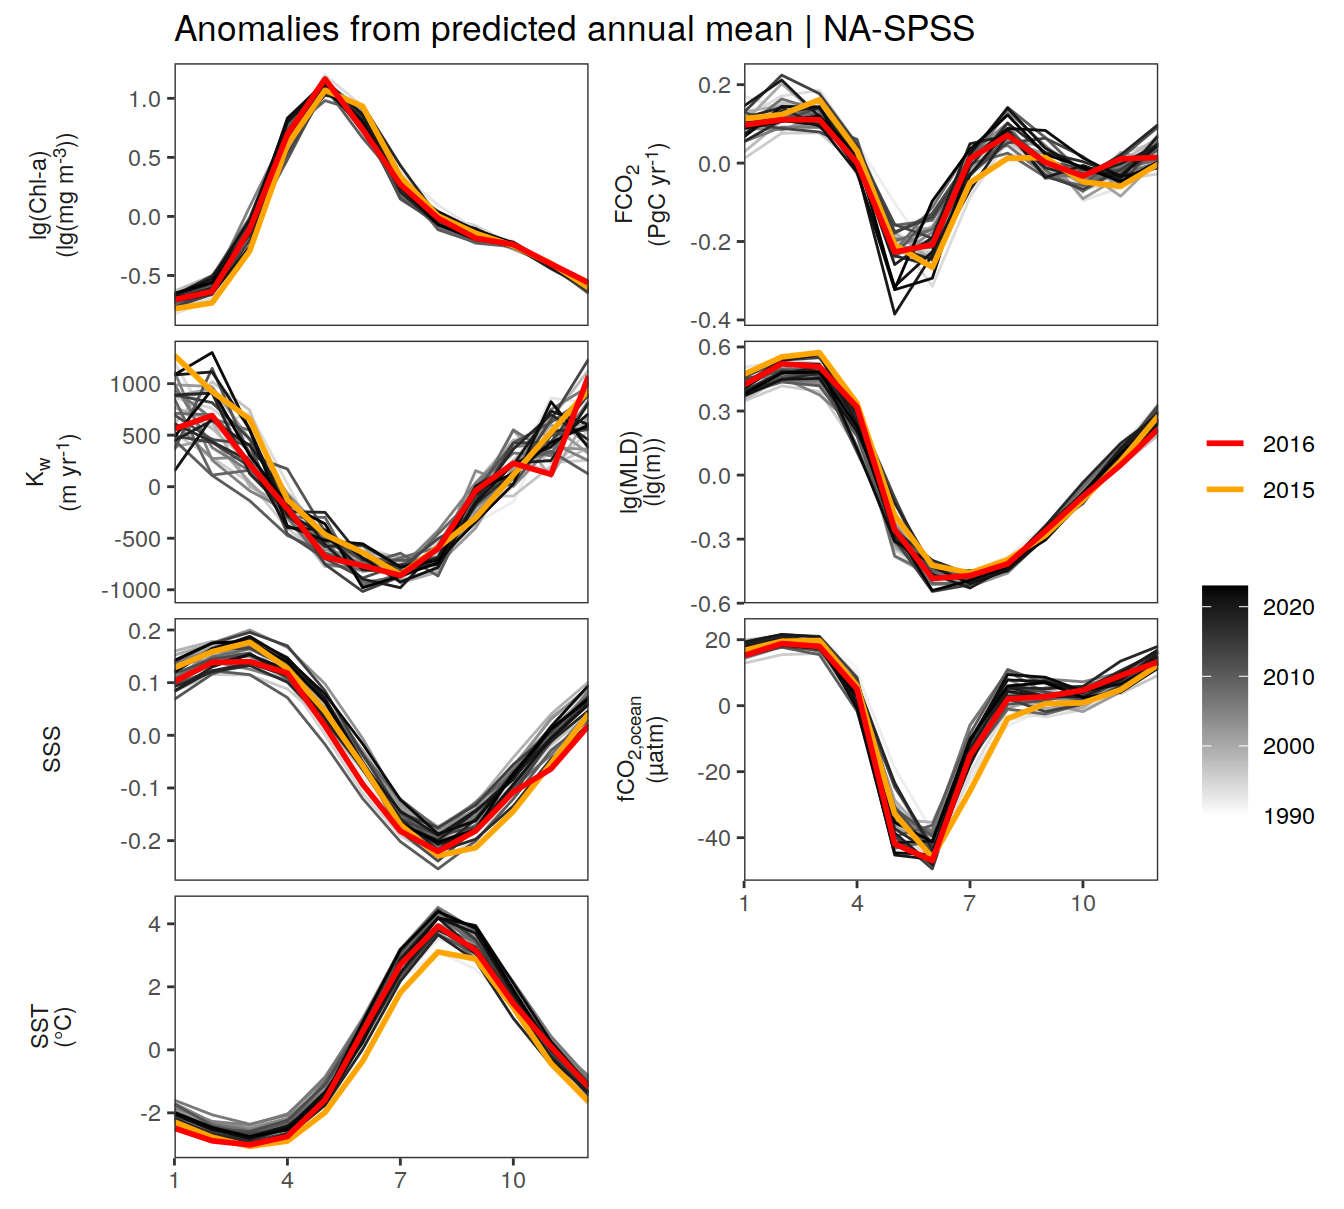 Anomalies from predicted annual mean | NA-SPSS
lg(Chl-a)
(lg(mg m⁻³))
1.0
0.5
0.0
-0.5
FCO₂
(PgC yr⁻¹)
0.2
0.0
-0.2
-0.4
K_w
(m yr⁻¹)
1000
500
0
-500
-1000
lg(MLD)
(lg(m))
0.6
0.3
0.0
-0.3
-0.6
SSS
0.2
0.1
0.0
-0.1
-0.2
fCO₂,ocean
(µatm)
20
0
-20
-40
1 4 7 10
SST
(°C)
4
2
0
-2
1 4 7 10
2016
2015
2020
2010
2000
1990